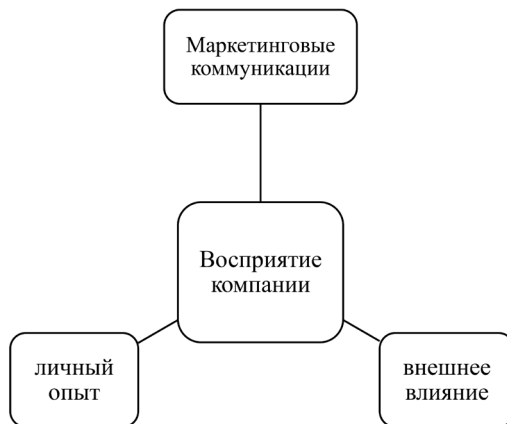 Маркетинговые
коммуникации
Восприятие
компании
личный
опыт
внешнее
влияние